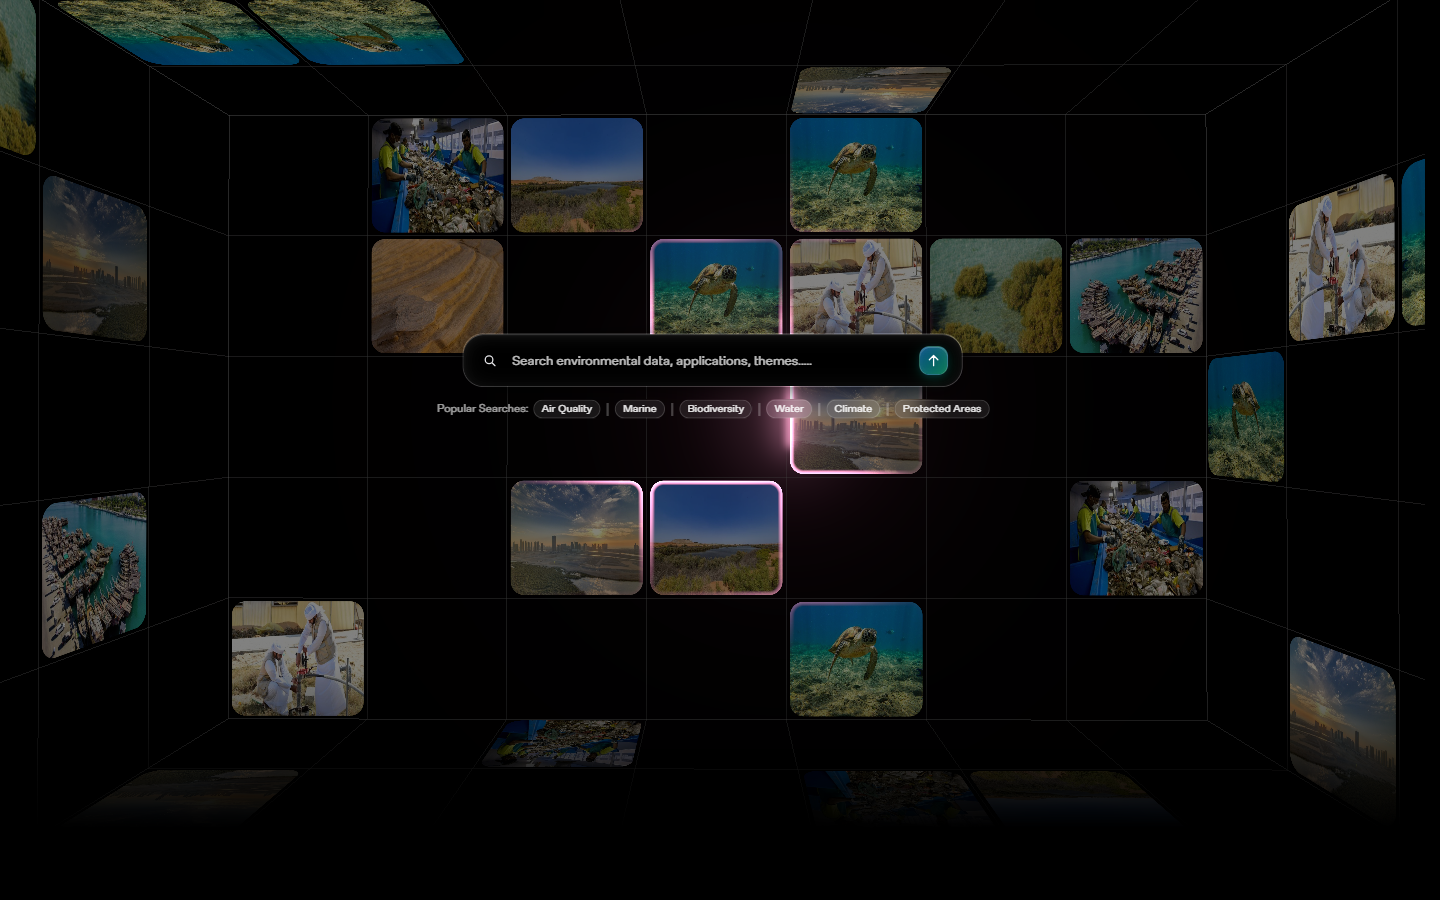 Search environmental data, applications, themes.....
Popular Searches: Air Quality | Marine | Biodiversity | Water | Climate | Protected Areas